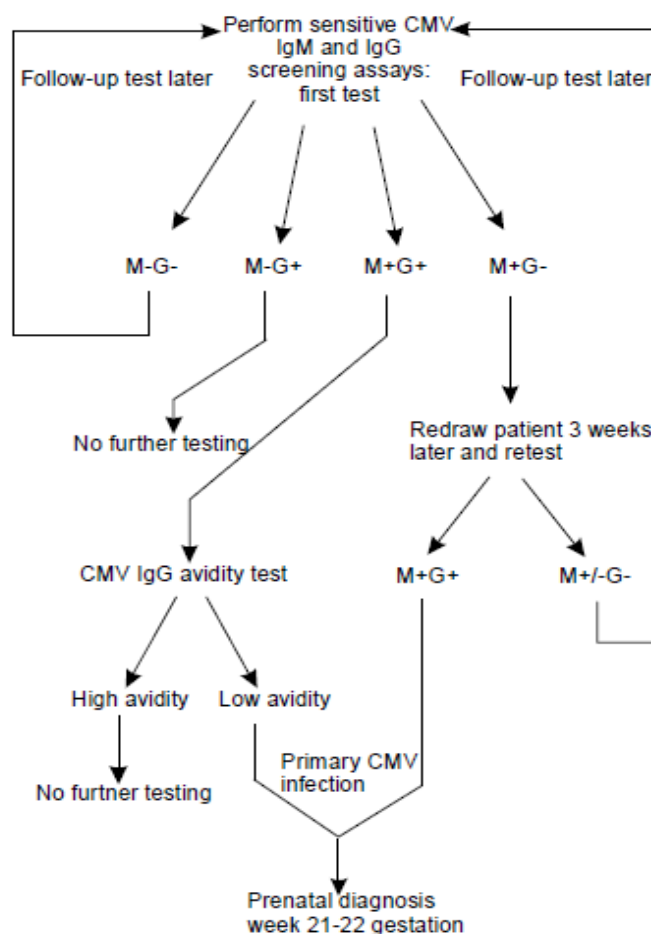 Perform sensitive CMV
IgM and IgG
screening assays:
first test
Follow-up test later
Follow-up test later
M-G-
M-G+
M+G+
M+G-
No further testing
Redraw patient 3 weeks
later and retest
CMV IgG avidity test
M+G+
M+/-G-
High avidity
Low avidity
Primary CMV
infection
No furtner testing
Prenatal diagnosis
week 21-22 gestation